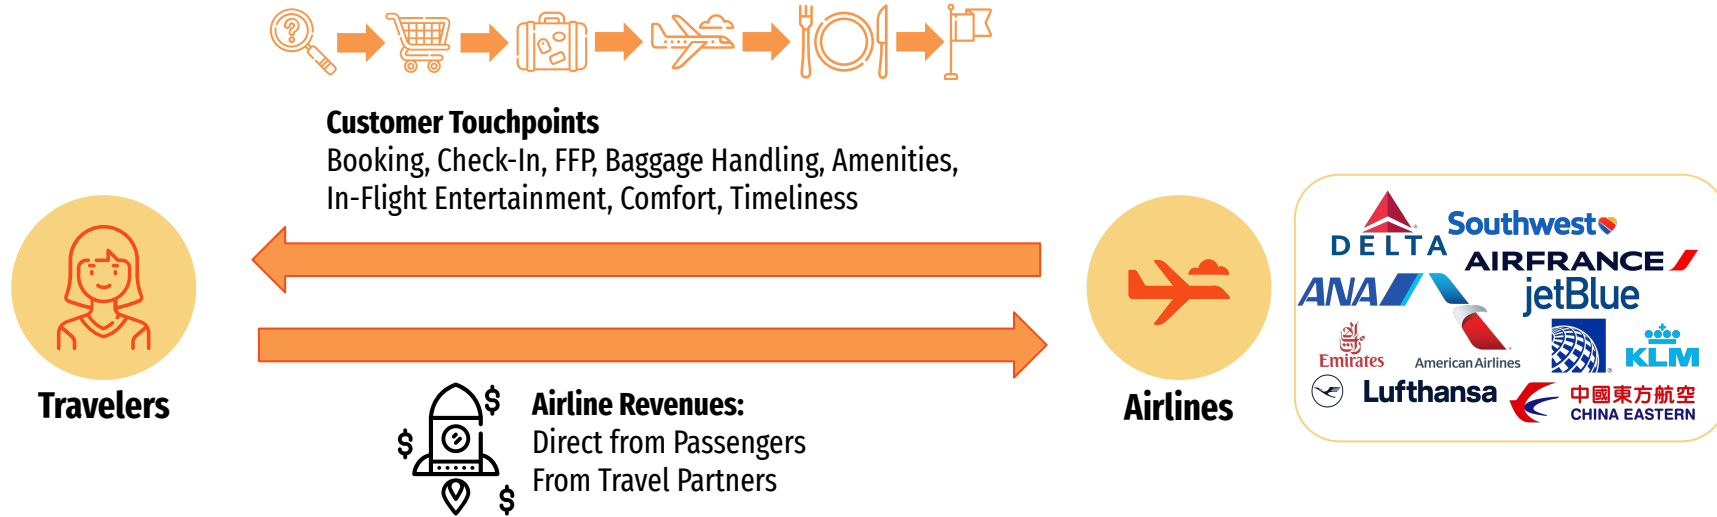 Customer Touchpoints
Booking, Check-In, FFP, Baggage Handling, Amenities,
In-Flight Entertainment, Comfort, Timeliness
Travelers
Airline Revenues:
Direct from Passengers
From Travel Partners
Airlines
DELTA
Southwest
AIRFRANCE
ANA
jetBlue
Emirates
American Airlines
KLM
Lufthansa
中國東方航空
CHINA EASTERN